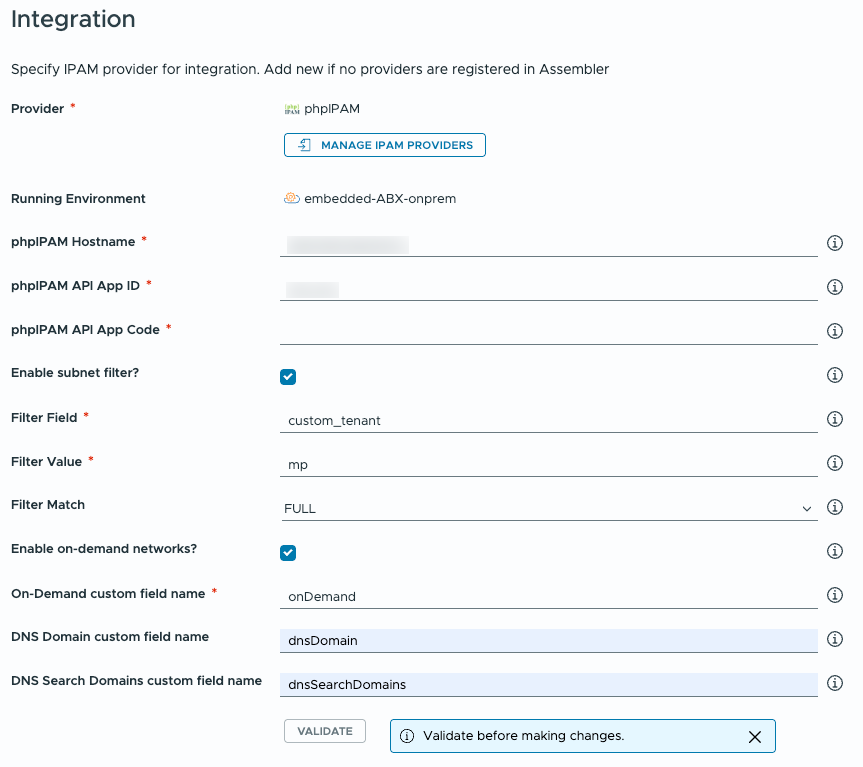 Integration
Specify IPAM provider for integration. Add new if no providers are registered in Assembler
Provider * [php] IPAM phpIPAM
MANAGE IPAM PROVIDERS
Running Environment embedded-ABX-onprem
phpIPAM Hostname *
phpIPAM API App ID *
phpIPAM API App Code *
Enable subnet filter?
Filter Field * custom_tenant
Filter Value * mp
Filter Match FULL
Enable on-demand networks?
On-Demand custom field name * onDemand
DNS Domain custom field name dnsDomain
DNS Search Domains custom field name dnsSearchDomains
VALIDATE Validate before making changes.